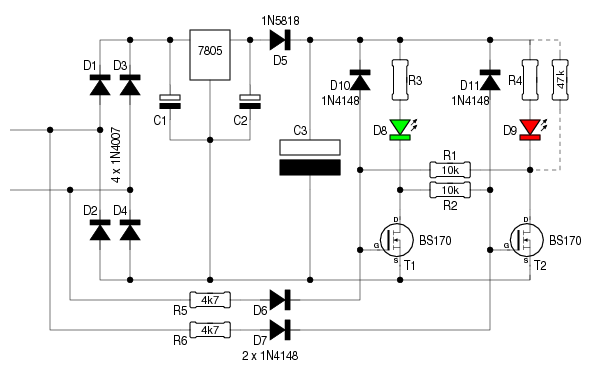 1N5818
7805
D5
D1
D3
4 x 1N4007
C1
C2
C3
D10
1N4148
R3
D11
1N4148
R4
47k
D8
D9
R1
10k
10k
R2
D2
D4
D
G
S
BS170
T1
D
G
S
BS170
T2
R5
4k7
D6
R6
4k7
D7
2 x 1N4148